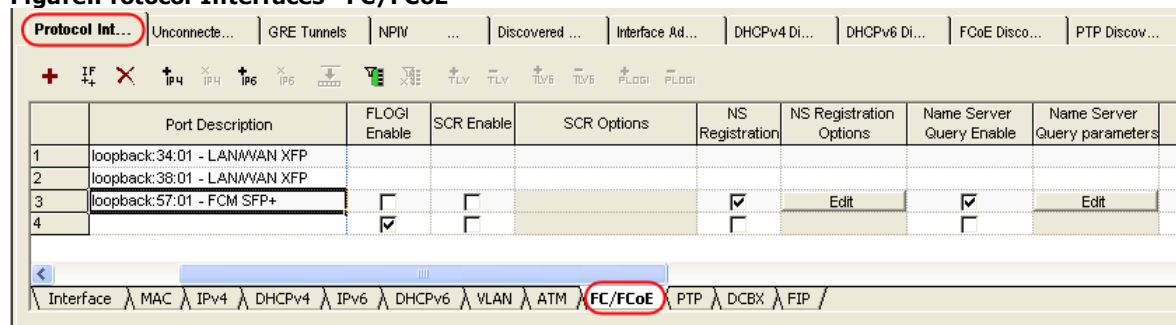 Figure:Protocol Interfaces - FC/FCoE
Protocol Int... Unconnecte... GRE Tunnels NPIV ... Discovered ... Interface Ad... DHCPv4 Di... DHCPv6 Di... FCoE Disco... PTP Discov...
IF IP4 IP4 IP6 IP6 TLV TLV TLV6 TLV6 PLOGI PLOGI
Port Description FLOGI Enable SCR Enable SCR Options NS Registration NS Registration Options Name Server Query Enable Name Server Query parameters
1 loopback:34:01 - LAN/WAN XFP
2 loopback:38:01 - LAN/WAN XFP
3 loopback:57:01 - FCM SFP+ Edit Edit
4
Interface MAC IPv4 DHCPv4 IPv6 DHCPv6 VLAN ATM FC/FCoE PTP DCBX FIP